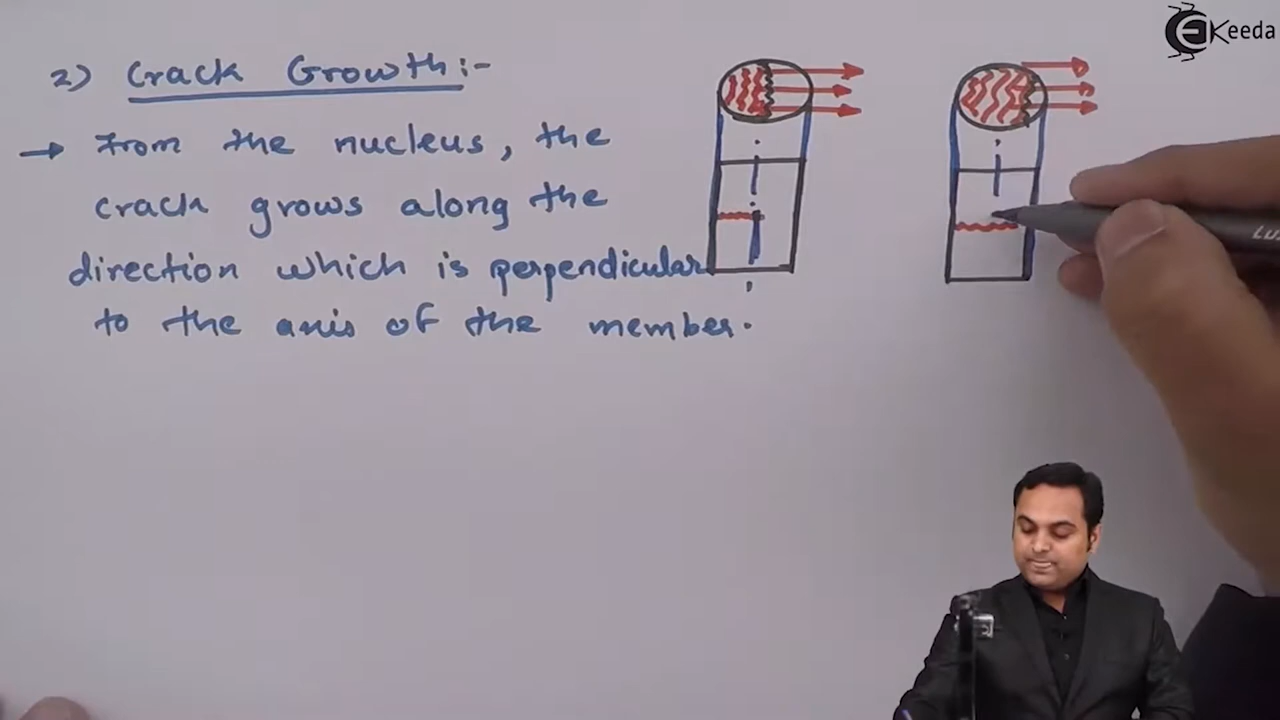 2) Crack Growth:-
→ From the nucleus, the
crack grows along the
direction which is perpendicular
to the axis of the member.
EKeeda
Lu